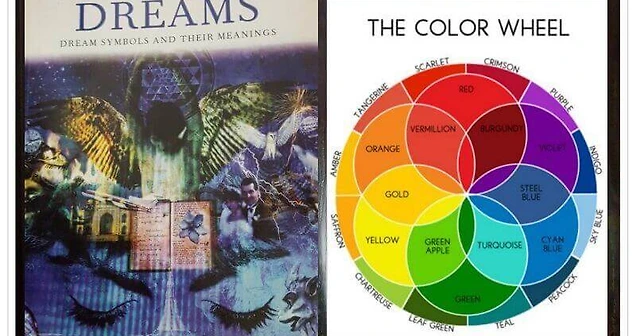 DREAMS
DREAM SYMBOLS AND THEIR MEANINGS
THE COLOR WHEEL
SCARLET
CRIMSON
RED
TANGERINE
PURPLE
VERMILLION
BURGUNDY
ORANGE
VIOLET
AMBER
INDIGO
GOLD
STEEL
BLUE
SAFFRON
SKY BLUE
YELLOW
GREEN
APPLE
TURQUOISE
CYAN
BLUE
CHARTREUSE
PEACOCK
GREEN
LEAF GREEN
TEAL